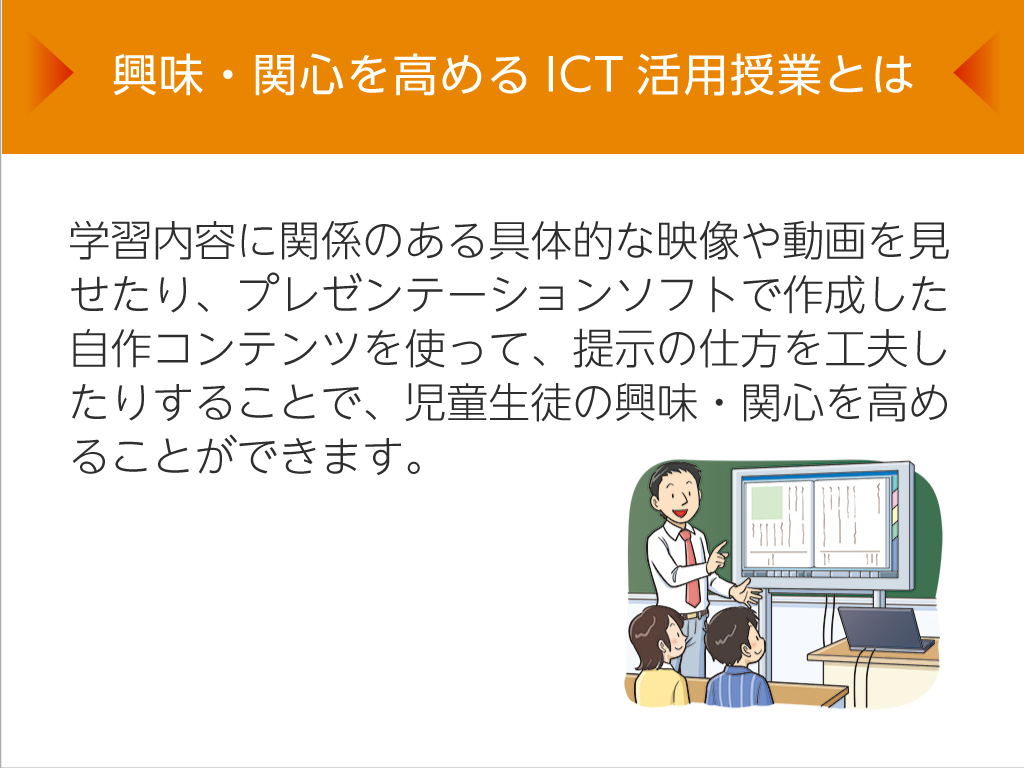 興味・関心を高める ICT 活用授業とは
学習内容に関係のある具体的な映像や動画を見
せたり、プレゼンテーションソフトで作成した
自作コンテンツを使って、提示の仕方を工夫し
たりすることで、児童生徒の興味・関心を高め
ることができます。